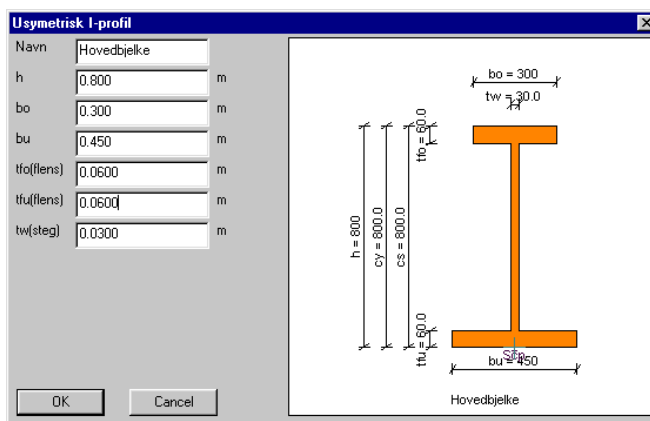 Usymetrisk I-profil
Navn Hovedbjelke
h 0.800 m
bo 0.300 m
bu 0.450 m
tfo(flens) 0.0600 m
tfu(flens) 0.0600 m
tw(steg) 0.0300 m
OK Cancel
bo = 300
tw = 30.0
tfo = 60.0
h = 800
cy = 800.0
cs = 800.0
tfu = 60.0
bu = 450
Hovedbjelke